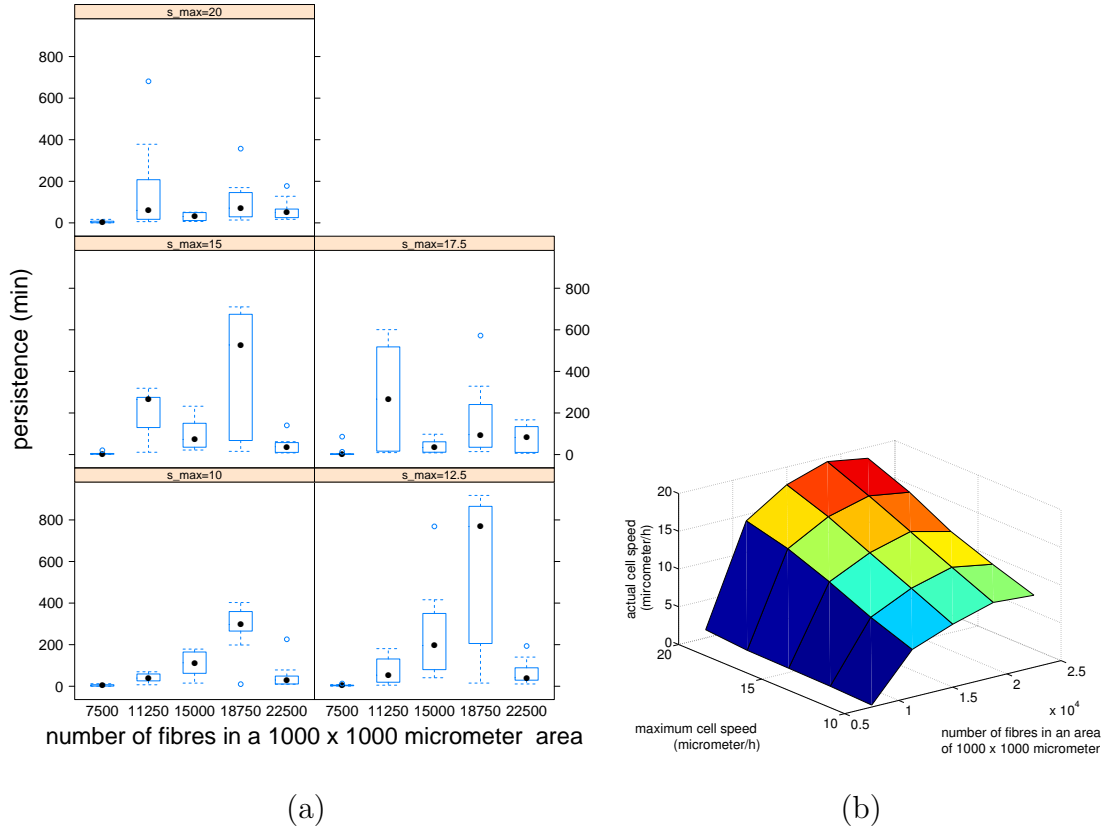 s_max=20
800
600
400
200
0
s_max=15
s_max=17.5
800
600
400
200
0
persistence (min)
s_max=10
s_max=12.5
800
600
400
200
0
7500 11250 15000 18750 22500
7500 11250 15000 18750 22500
number of fibres in a 1000 x 1000 micrometer area
(a)
20
15
10
5
0
actual cell speed
(mircometer/h)
20
15
10
maximum cell speed
(micrometer/h)
0.5
1
1.5
2
2.5
x 10^4
number of fibres in an area
of 1000 x 1000 micrometer
(b)